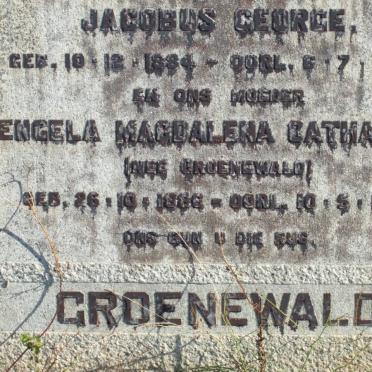 JACOBUS GEORGE.
GEB. 10-12-1884 - OORL. 6-7.
EN ONS MOEDER
ENGELA MAGDALENA CATHA
(NEE GROENEWALD)
GEB. 26-10-1886 - OORL. 10-5-
ONS GUN U DIE RUS.
GROENEWALD